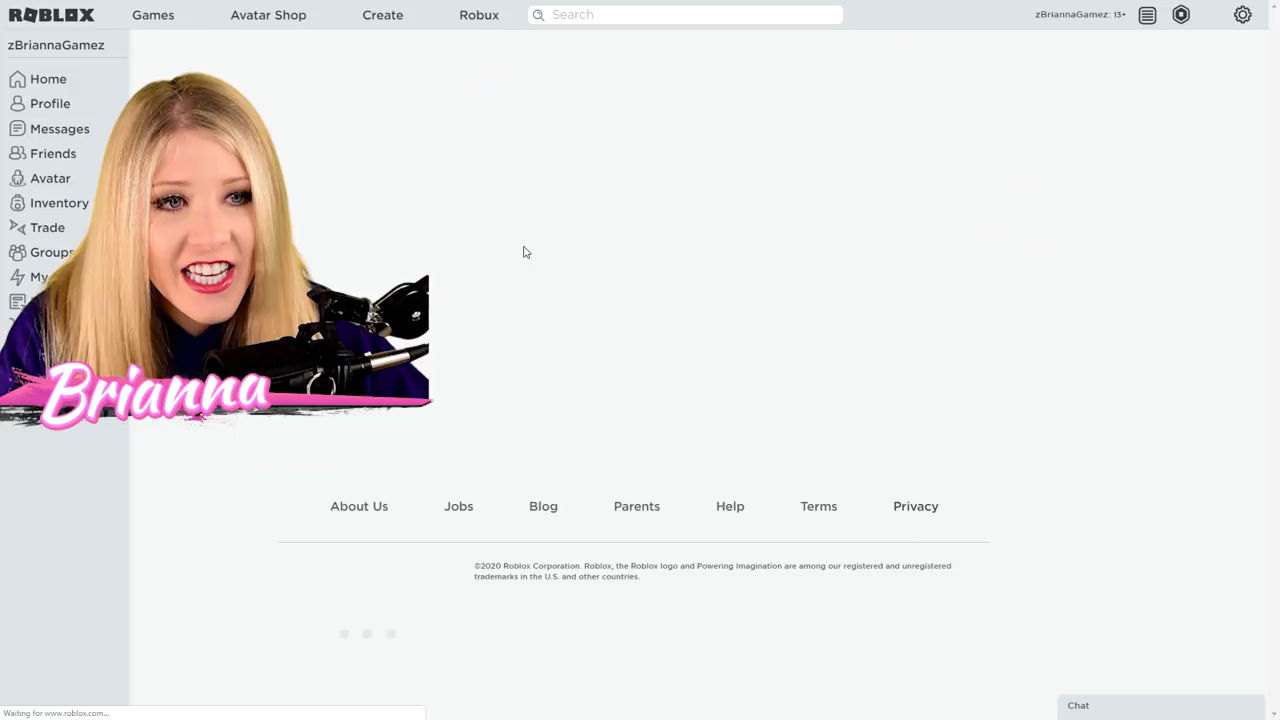 ROBLOX
Games
Avatar Shop
Create
Robux
Search
zBriannaGamez: 13+
zBriannaGamez
Home
Profile
Messages
Friends
Avatar
Inventory
Trade
Groups
My
Brianna
About Us
Jobs
Blog
Parents
Help
Terms
Privacy
©2020 Roblox Corporation. Roblox, the Roblox logo and Powering Imagination are among our registered and unregistered
trademarks in the U.S. and other countries.
Chat
Waiting for www.roblox.com...